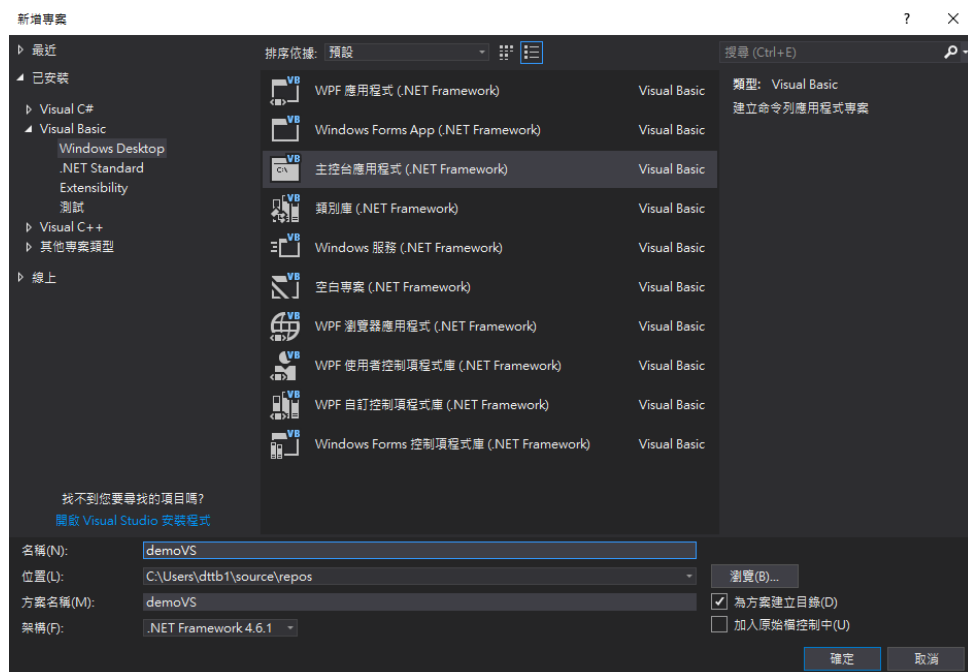 新增專案
?
最近
已安裝
Visual C#
Visual Basic
Windows Desktop
.NET Standard
Extensibility
測試
Visual C++
其他專案類型
線上
找不到您要尋找的項目嗎?
開啟 Visual Studio 安裝程式
排序依據: 預設
VB WPF 應用程式 (.NET Framework) Visual Basic
VB Windows Forms App (.NET Framework) Visual Basic
VB C:\ 主控台應用程式 (.NET Framework) Visual Basic
VB 類別庫 (.NET Framework) Visual Basic
VB Windows 服務 (.NET Framework) Visual Basic
VB 空白專案 (.NET Framework) Visual Basic
VB WPF 瀏覽器應用程式 (.NET Framework) Visual Basic
VB WPF 使用者控制項程式庫 (.NET Framework) Visual Basic
VB WPF 自訂控制項程式庫 (.NET Framework) Visual Basic
VB Windows Forms 控制項程式庫 (.NET Framework) Visual Basic
搜尋 (Ctrl+E)
類型: Visual Basic
建立命令列應用程式專案
名稱(N): demoVS
位置(L): C:\Users\dttb1\source\repos 瀏覽(B)...
方案名稱(M): demoVS 為方案建立目錄(D)
架構(F): .NET Framework 4.6.1 加入原始檔控制中(U)
確定 取消